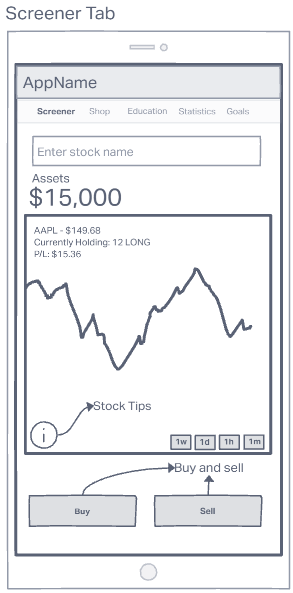 Screener Tab
AppName
Screener Shop Education Statistics Goals
Enter stock name
Assets
$15,000
AAPL - $149.68
Currently Holding: 12 LONG
P/L: $15.36
Stock Tips
i
1w 1d 1h 1m
Buy and sell
Buy Sell